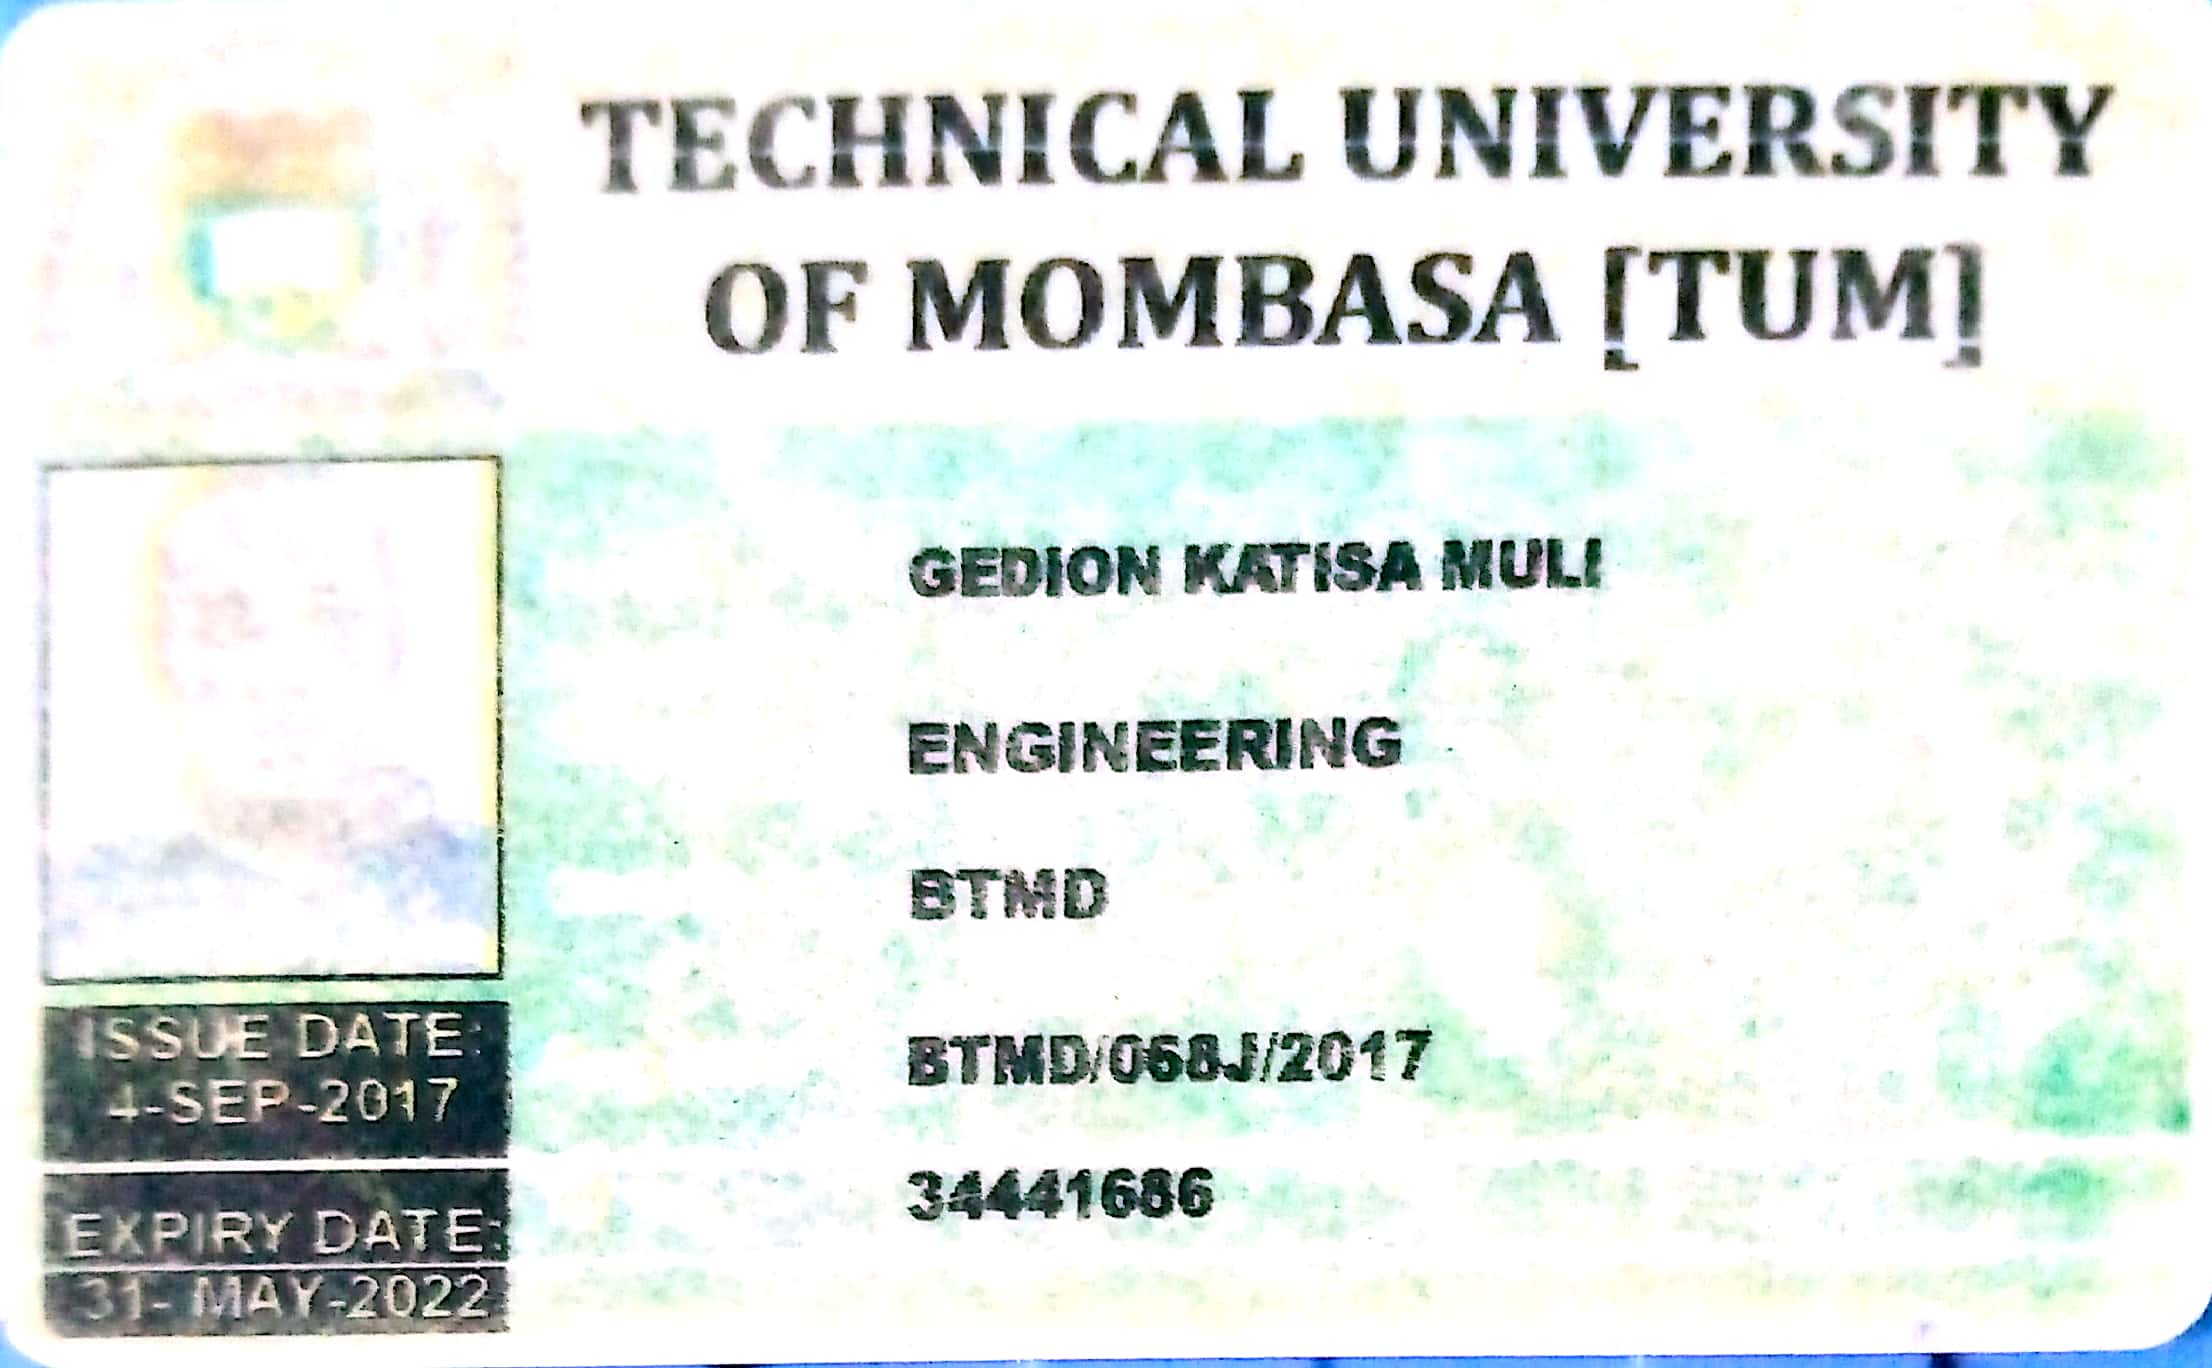 TECHNICAL UNIVERSITY
OF MOMBASA [TUM]
GEDION KATISA MULI
ENGINEERING
BTMD
BTMD/068J/2017
34441686
ISSUE DATE:
4-SEP-2017
EXPIRY DATE:
31- MAY-2022